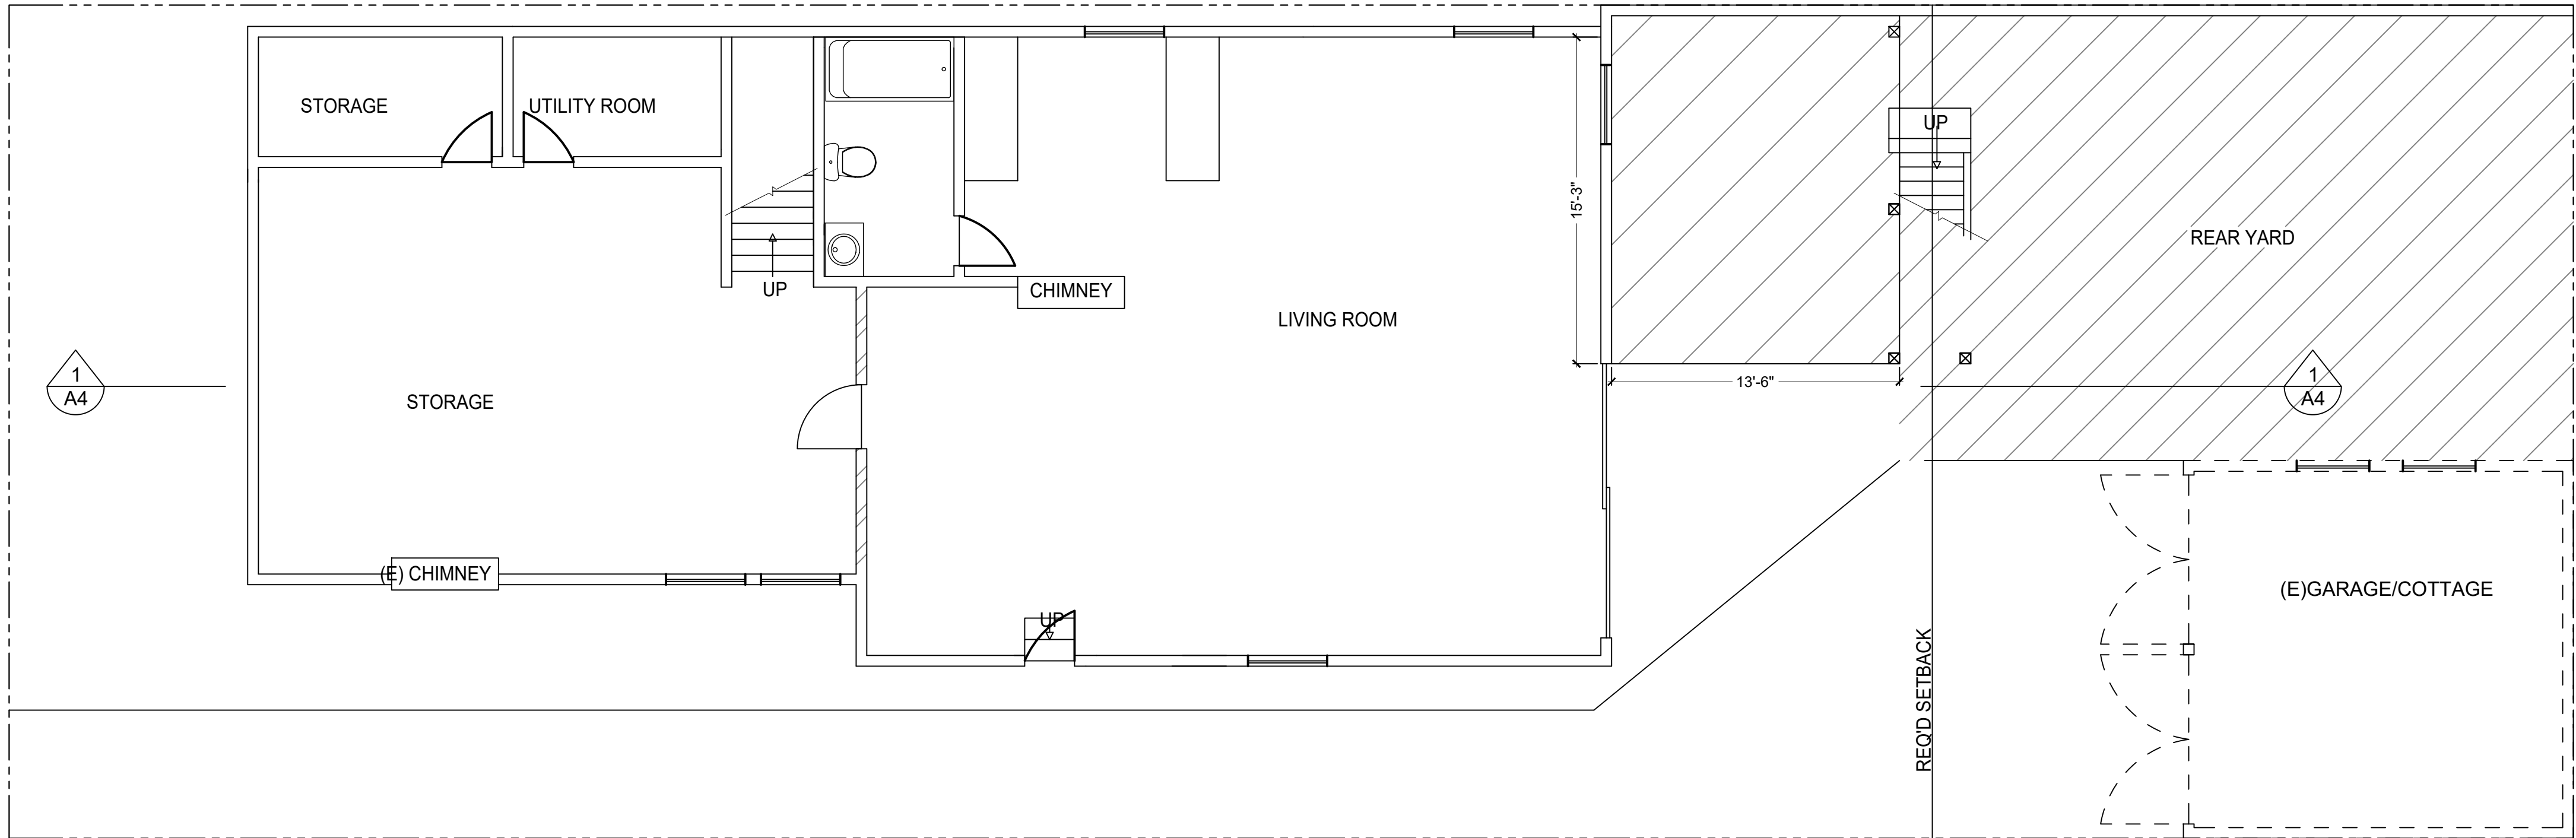 STORAGE
UTILITY ROOM
UP
REAR YARD
15'-3"
UP
CHIMNEY
LIVING ROOM
1
A4
STORAGE
13'-6"
1
A4
(E) CHIMNEY
(E)GARAGE/COTTAGE
UP
REQ'D SETBACK